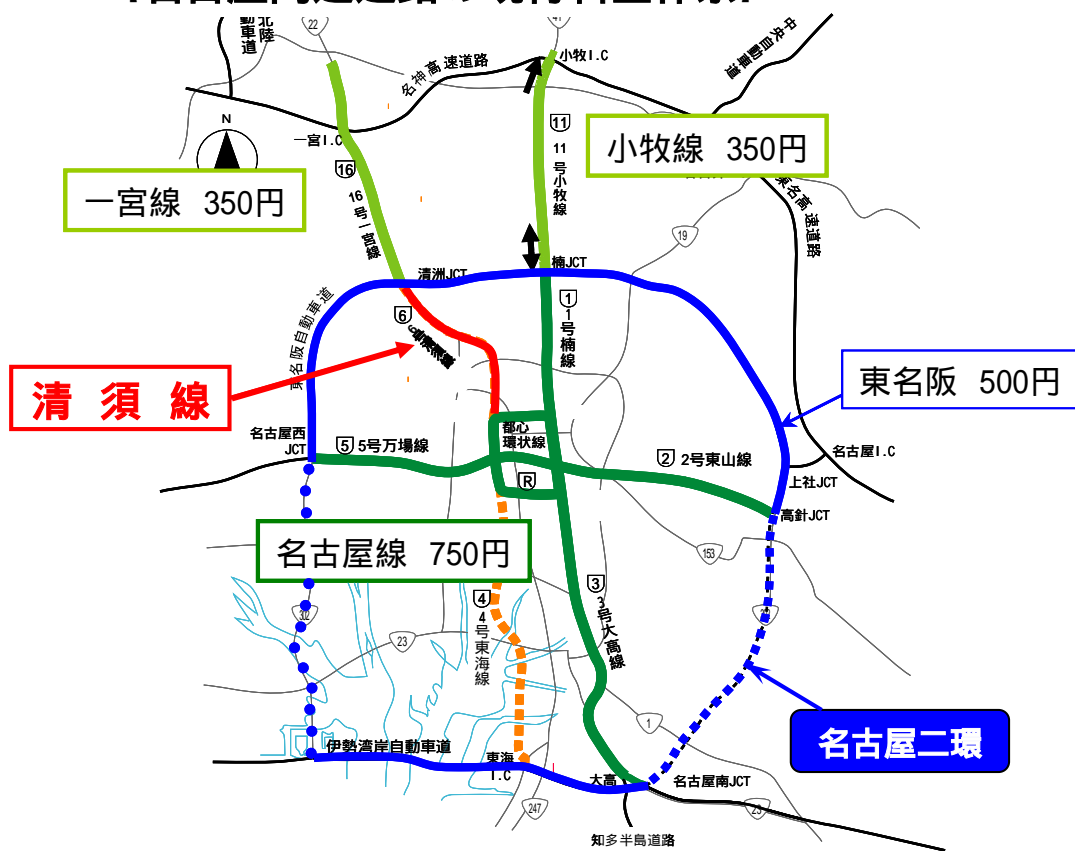 22
41
北陸
動車道
名神高速道路
小牧I.C
中央自動車道
N
一宮I.C
11
11号小牧線
小牧線 350円
16
16号一宮線
一宮線 350円
東名高速道路
19
清洲JCT
楠JCT
東名阪自動車道
6
1
1号楠線
清須線
東名阪 500円
名古屋西
JCT
5
5号万場線
都心
環状線
2
2号東山線
名古屋I.C
上社JCT
R
高針JCT
名古屋線 750円
153
4
4号東海線
3
3号大高線
302
23
1
名古屋二環
伊勢湾岸自動車道
東海
I.C
大高
名古屋南JCT
247
23
知多半島道路